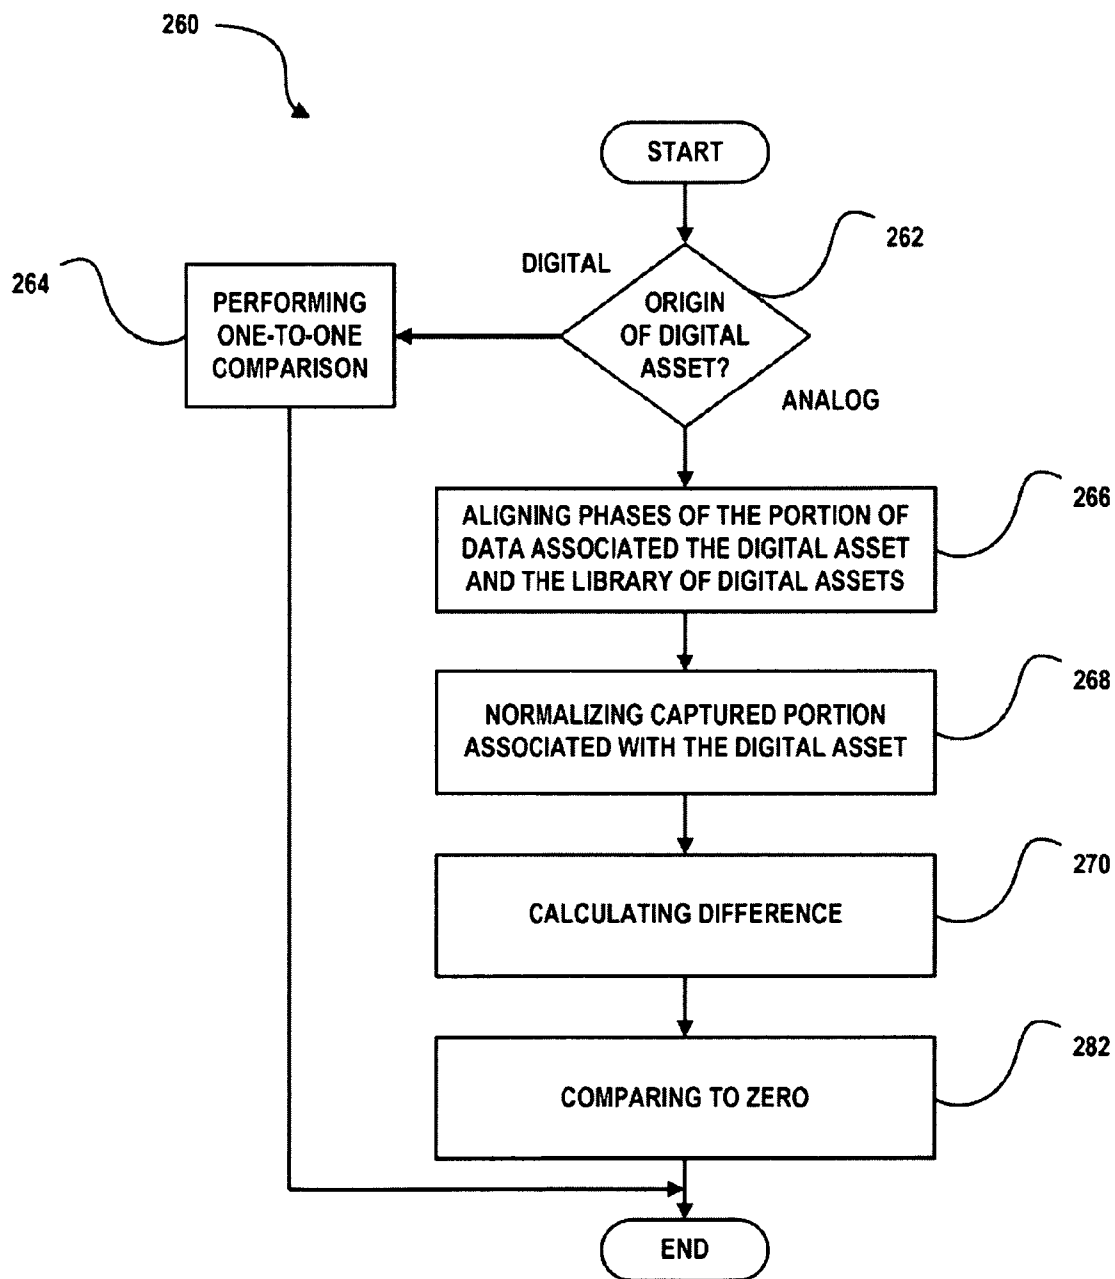 260
START
262
DIGITAL
264
PERFORMING
ONE-TO-ONE
COMPARISON
ORIGIN
OF DIGITAL
ASSET?
ANALOG
266
ALIGNING PHASES OF THE PORTION OF
DATA ASSOCIATED THE DIGITAL ASSET
AND THE LIBRARY OF DIGITAL ASSETS
268
NORMALIZING CAPTURED PORTION
ASSOCIATED WITH THE DIGITAL ASSET
270
CALCULATING DIFFERENCE
282
COMPARING TO ZERO
END